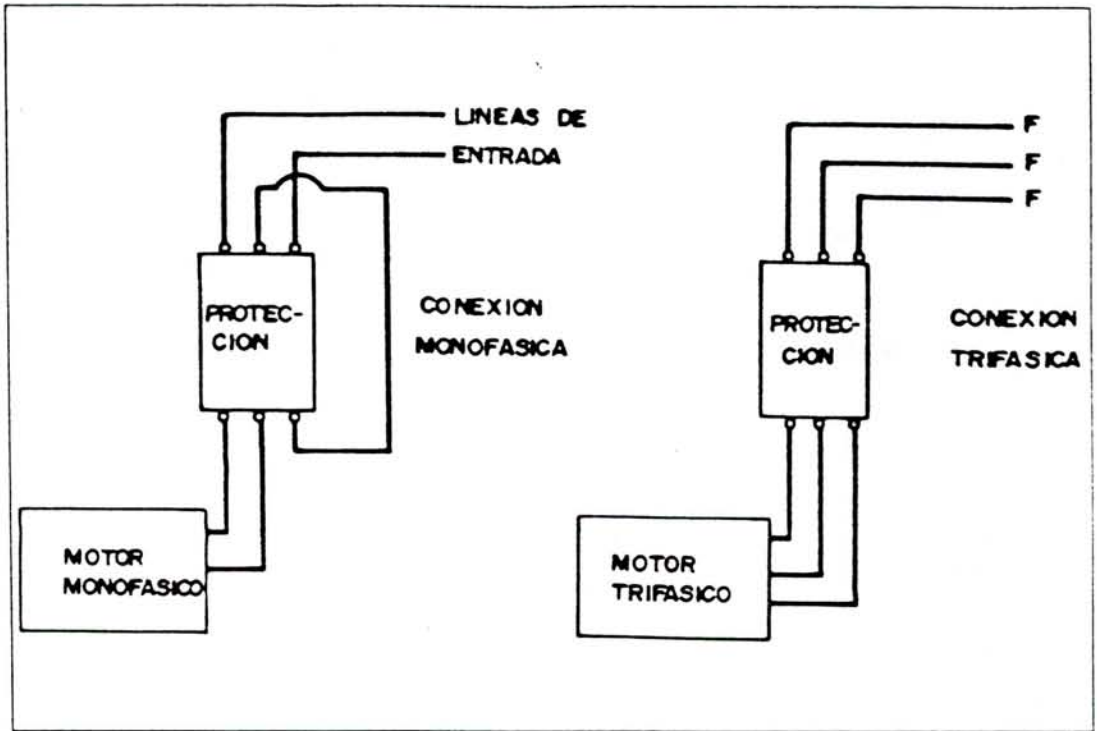 LINEAS DE
ENTRADA
PROTEC-
CION
CONEXION
MONOFASICA
MOTOR
MONOFASICO
F
F
F
PROTEC-
CION
CONEXION
TRIFASICA
MOTOR
TRIFASICO